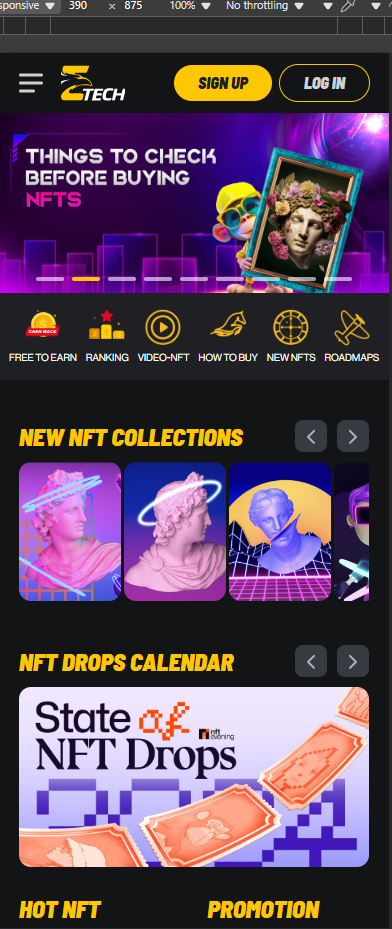 sponsive 390 × 875 100% No throttling
ZTECH
SIGN UP LOG IN
THINGS TO CHECK
BEFORE BUYING
NFTS
CASH BACK
FREE TO EARN RANKING VIDEO-NFT HOW TO BUY NEW NFTS ROADMAPS
NEW NFT COLLECTIONS
NFT DROPS CALENDAR
State of
nft
evening
NFT Drops
2024
HOT NFT PROMOTION